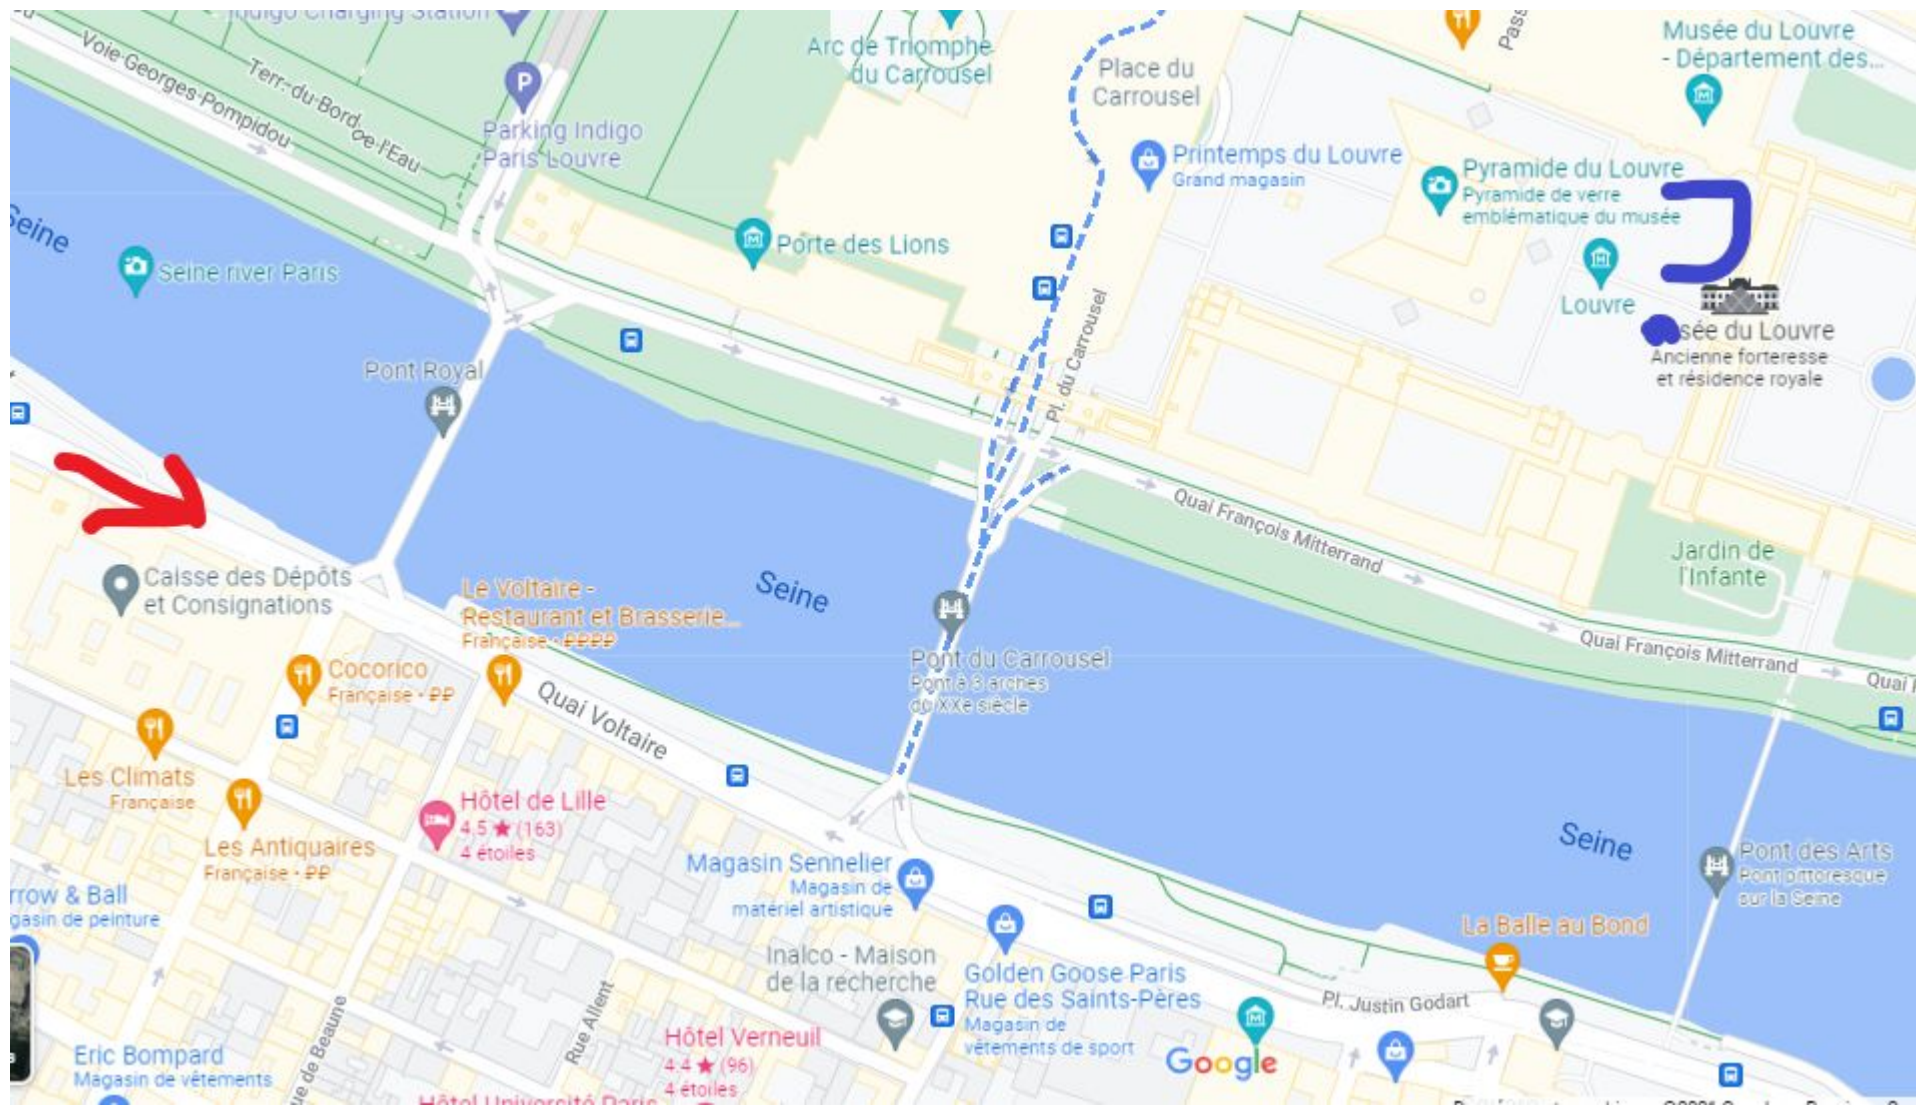 Indigo Charging Station
Voie Georges Pompidou
Terr. du Bord de l'Eau
P
Parking Indigo
Paris Louvre
Arc de Triomphe
du Carrousel
Place du
Carrousel
Musée du Louvre
- Département des...
Printemps du Louvre
Grand magasin
Pyramide du Louvre
Pyramide de verre
emblématique du musée
Louvre
sée du Louvre
Ancienne forteresse
et résidence royale
Seine
Seine river Paris
Porte des Lions
Pl. du Carrousel
Pont Royal
Quai François Mitterrand
Jardin de
l'Infante
Quai François Mitterrand
Quai
Caisse des Dépôts
et Consignations
Le Voltaire -
Restaurant et Brasserie...
Française · ₽₽₽₽
Seine
Pont du Carrousel
Pont à 3 arches
du XXe siècle
Cocorico
Française · ₽₽
Quai Voltaire
Les Climats
Française
Les Antiquaires
Française · ₽₽
Hôtel de Lille
4,5 ★ (163)
4 étoiles
Magasin Sennelier
Magasin de
matériel artistique
Seine
Pont des Arts
Pont pittoresque
sur la Seine
La Balle au Bond
rrow & Ball
gasin de peinture
Inalco - Maison
de la recherche
Golden Goose Paris
Rue des Saints-Pères
Magasin de
vêtements de sport
Pl. Justin Godart
Rue Allent
ue de Beaune
Hôtel Verneuil
4,4 ★ (96)
4 étoiles
Eric Bompard
Magasin de vêtements
Hôtel Université Paris
Google